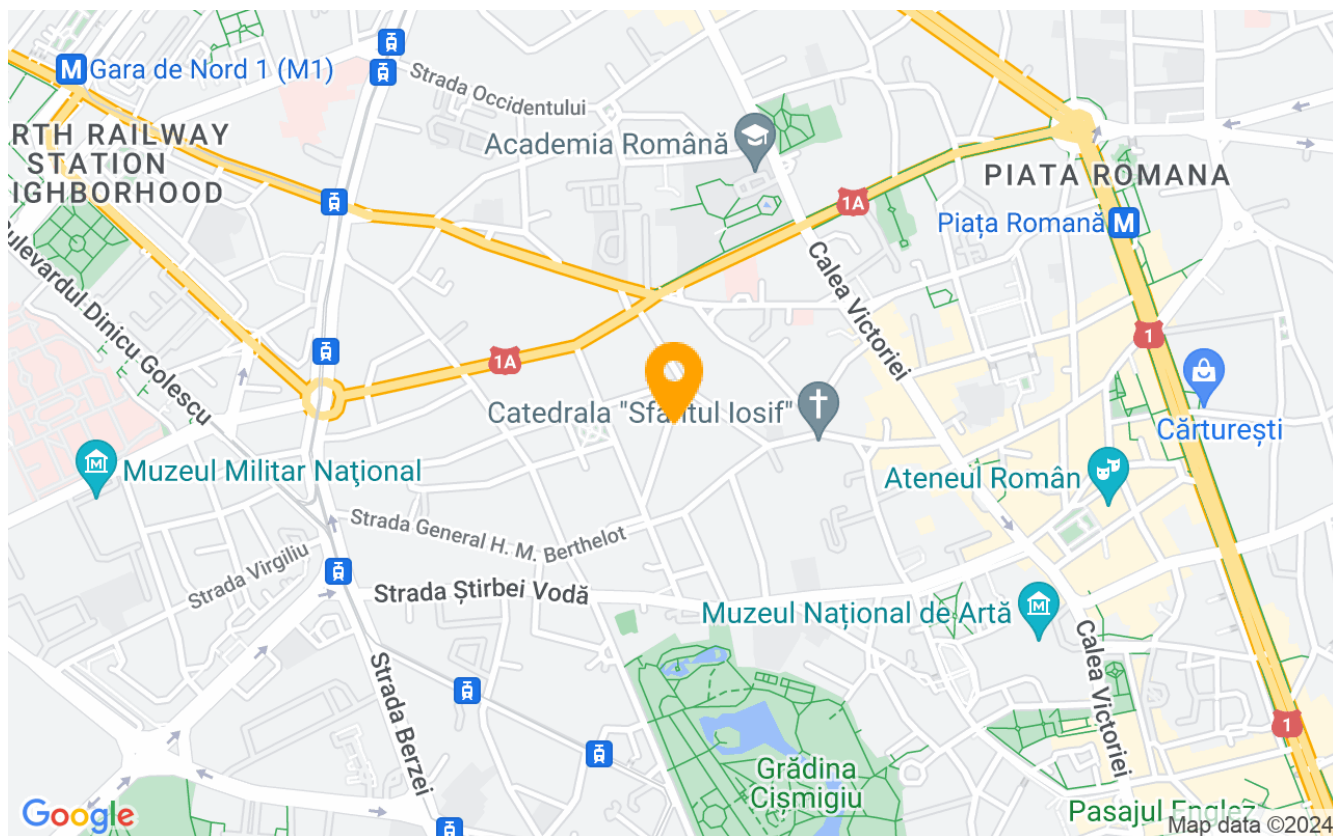 M Gara de Nord 1 (M1)
Strada Occidentului
RTH RAILWAY
STATION
IGHBORHOOD
Academia Română
PIATA ROMANA
1A
Piața Romană M
Calea Victoriei
Bulevardul Dinicu Golescu
1A
1
Catedrala "Sfântul Iosif"
Cărturești
Muzeul Militar Național
Ateneul Român
Strada General H. M. Berthelot
Strada Virgiliu
Strada Știrbei Vodă
Muzeul Național de Artă
Calea Victoriei
Strada Berzei
1
Grădina
Cișmigiu
Pasajul Englez
Google
Map data ©2024